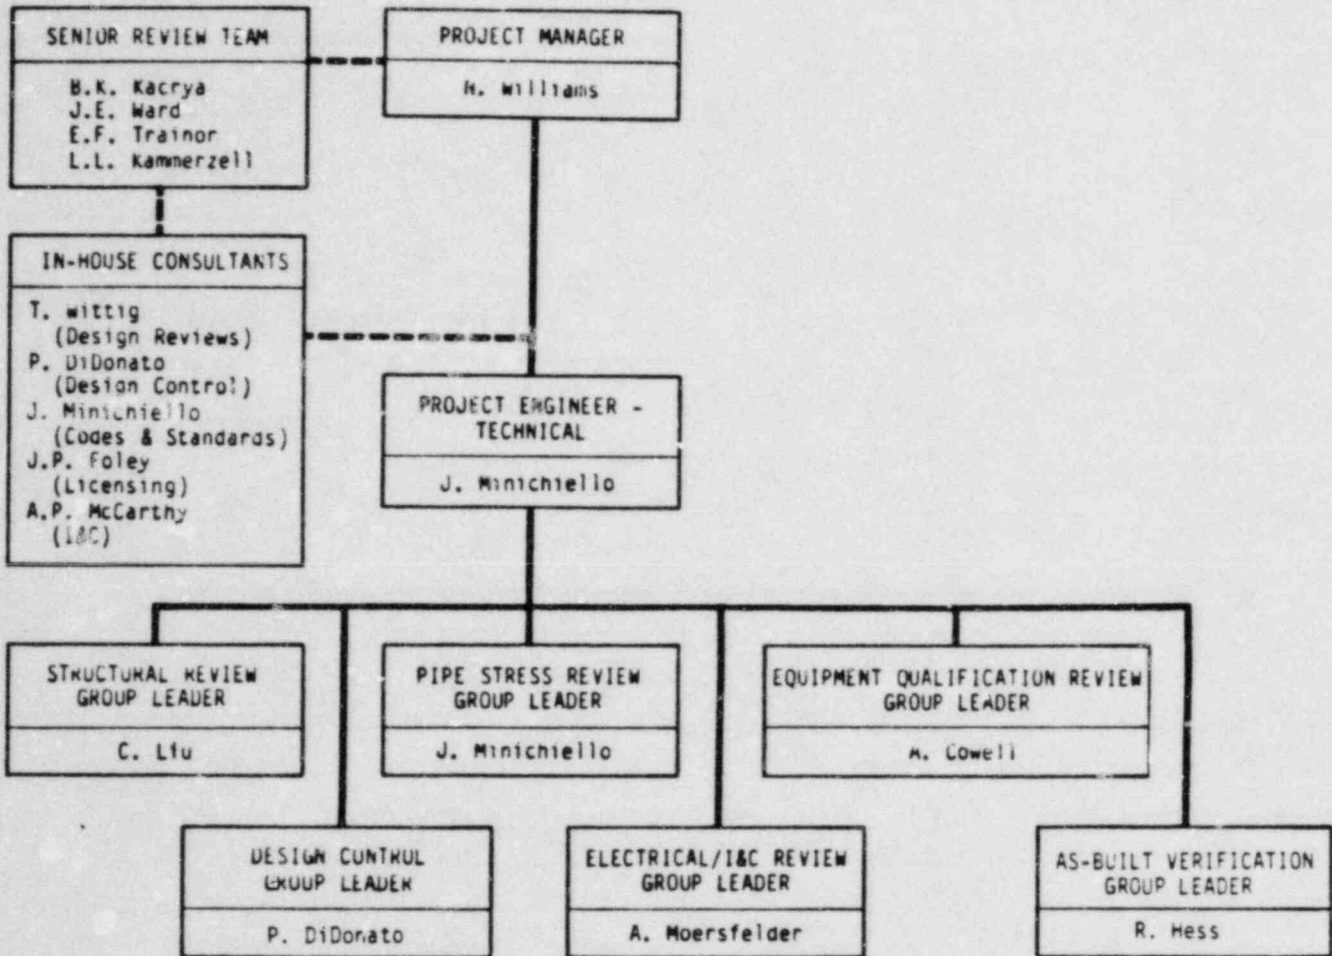 SENIOR REVIEW TEAM
B.K. Kacrya
J.E. Ward
E.F. Trainor
L.L. Kammerzell
PROJECT MANAGER
Williams
IN-HOUSE CONSULTANTS
T. Wittig
(Design Reviews)
P. DiDonato
(Design Control)
J. Minichiello
(Codes & Standards)
J.P. Foley
(Licensing)
A.P. McCarthy
(I&C)
PROJECT ENGINEER -
TECHNICAL
J. Minichiello
STRUCTURAL REVIEW
GROUP LEADER
C. Liu
PIPE STRESS REVIEW
GROUP LEADER
J. Minichiello
EQUIPMENT QUALIFICATION REVIEW
GROUP LEADER
Cowell
DESIGN CONTROL
GROUP LEADER
P. DiDonato
ELECTRICAL/I&C REVIEW
GROUP LEADER
A. Moersfelder
AS-BUILT VERIFICATION
GROUP LEADER
R. Hess